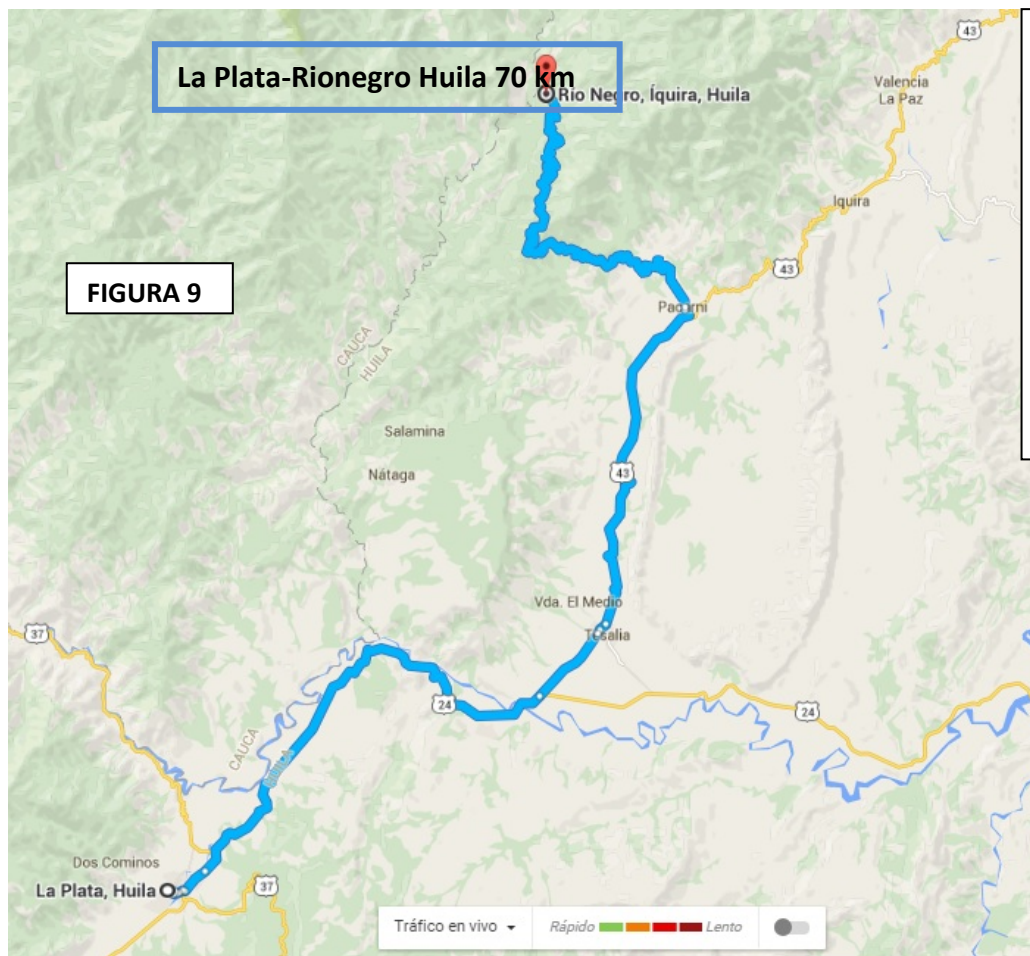 43
La Plata-Rionegro Huila 70 km
Río Negro, Íquira, Huila
Valencia
La Paz
Iquira
43
FIGURA 9
Pacarni
CAUCA
HUILA
Salamina
Nátaga
43
Vda. El Medio
Tesalia
37
24
24
CAUCA
HUILA
Dos Cominos
La Plata, Huila
37
Tráfico en vivo
Rápido
Lento